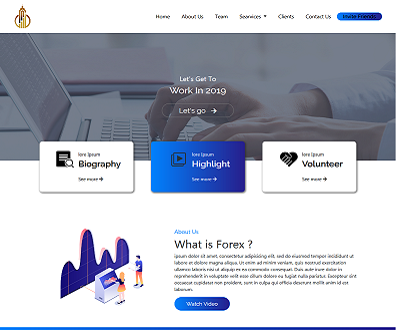 Home About Us Team Searvices Clients Contact Us Invite Friends
Let's Get To
Work In 2019
Let's go
lore Ipsum
Biography
See more
lore Ipsum
Highlight
See more
lore Ipsum
Volunteer
See more
About Us
What is Forex ?
ipsum dolor sit amet, consectetur adipisicing elit, sed do eiusmod tempor incididunt ut
labore et dolore magna aliqua. Ut enim ad minim veniam, quis nostrud exercitation
ullamco laboris nisi ut aliquip ex ea commodo consequat. Duis aute irure dolor in
reprehenderit in voluptate velit esse cillum dolore eu fugiat nulla pariatur. Excepteur sint
occaecat cupidatat non proident, sunt in culpa qui officia deserunt mollit anim id est
laborum.
Watch Video